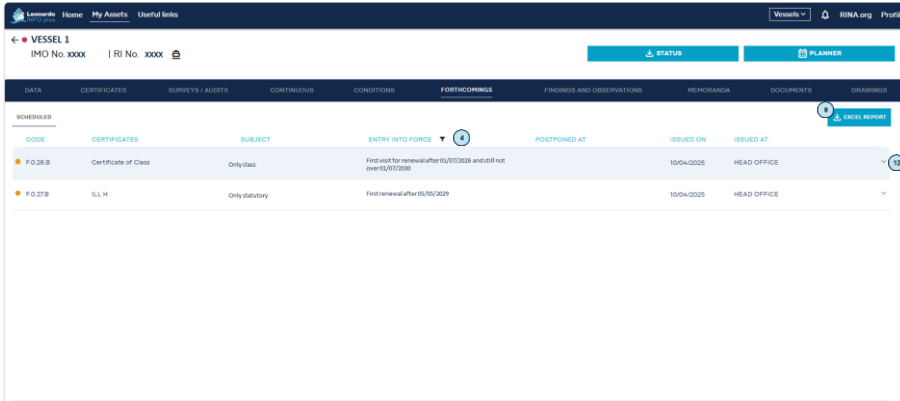 Leonardo
INFO plus
Home My Assets Useful links Vessels RINA.org Profil
VESSEL 1
IMO No. xxxx | RI No. xxxx
STATUS PLANNER
DATA CERTIFICATES SURVEYS / AUDITS CONTINUOUS CONDITIONS FORTHCOMINGS FINDINGS AND OBSERVATIONS MEMORANDA DOCUMENTS DRAWINGS
SCHEDULED 8 EXCEL REPORT
CODE CERTIFICATES SUBJECT ENTRY INTO FORCE 4 POSTPONED AT ISSUED ON ISSUED AT
F.0.26.B Certificate of Class Only class First visit for renewal after 01/07/2026 and still not 10/04/2025 HEAD OFFICE 12
over 01/07/2030
F.0.27.B ILL H Only statutory First renewal after 05/05/2029 10/04/2025 HEAD OFFICE